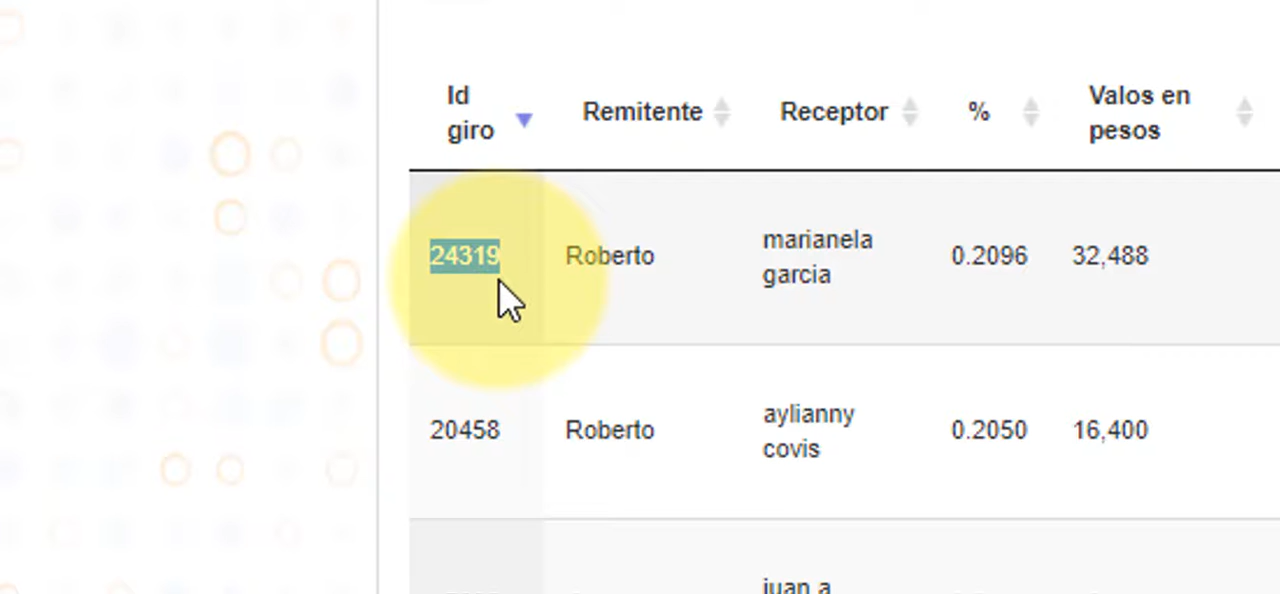 Id giro Remitente Receptor % Valos en pesos
24319 Roberto marianela garcia 0.2096 32,488
20458 Roberto aylianny covis 0.2050 16,400
juan a